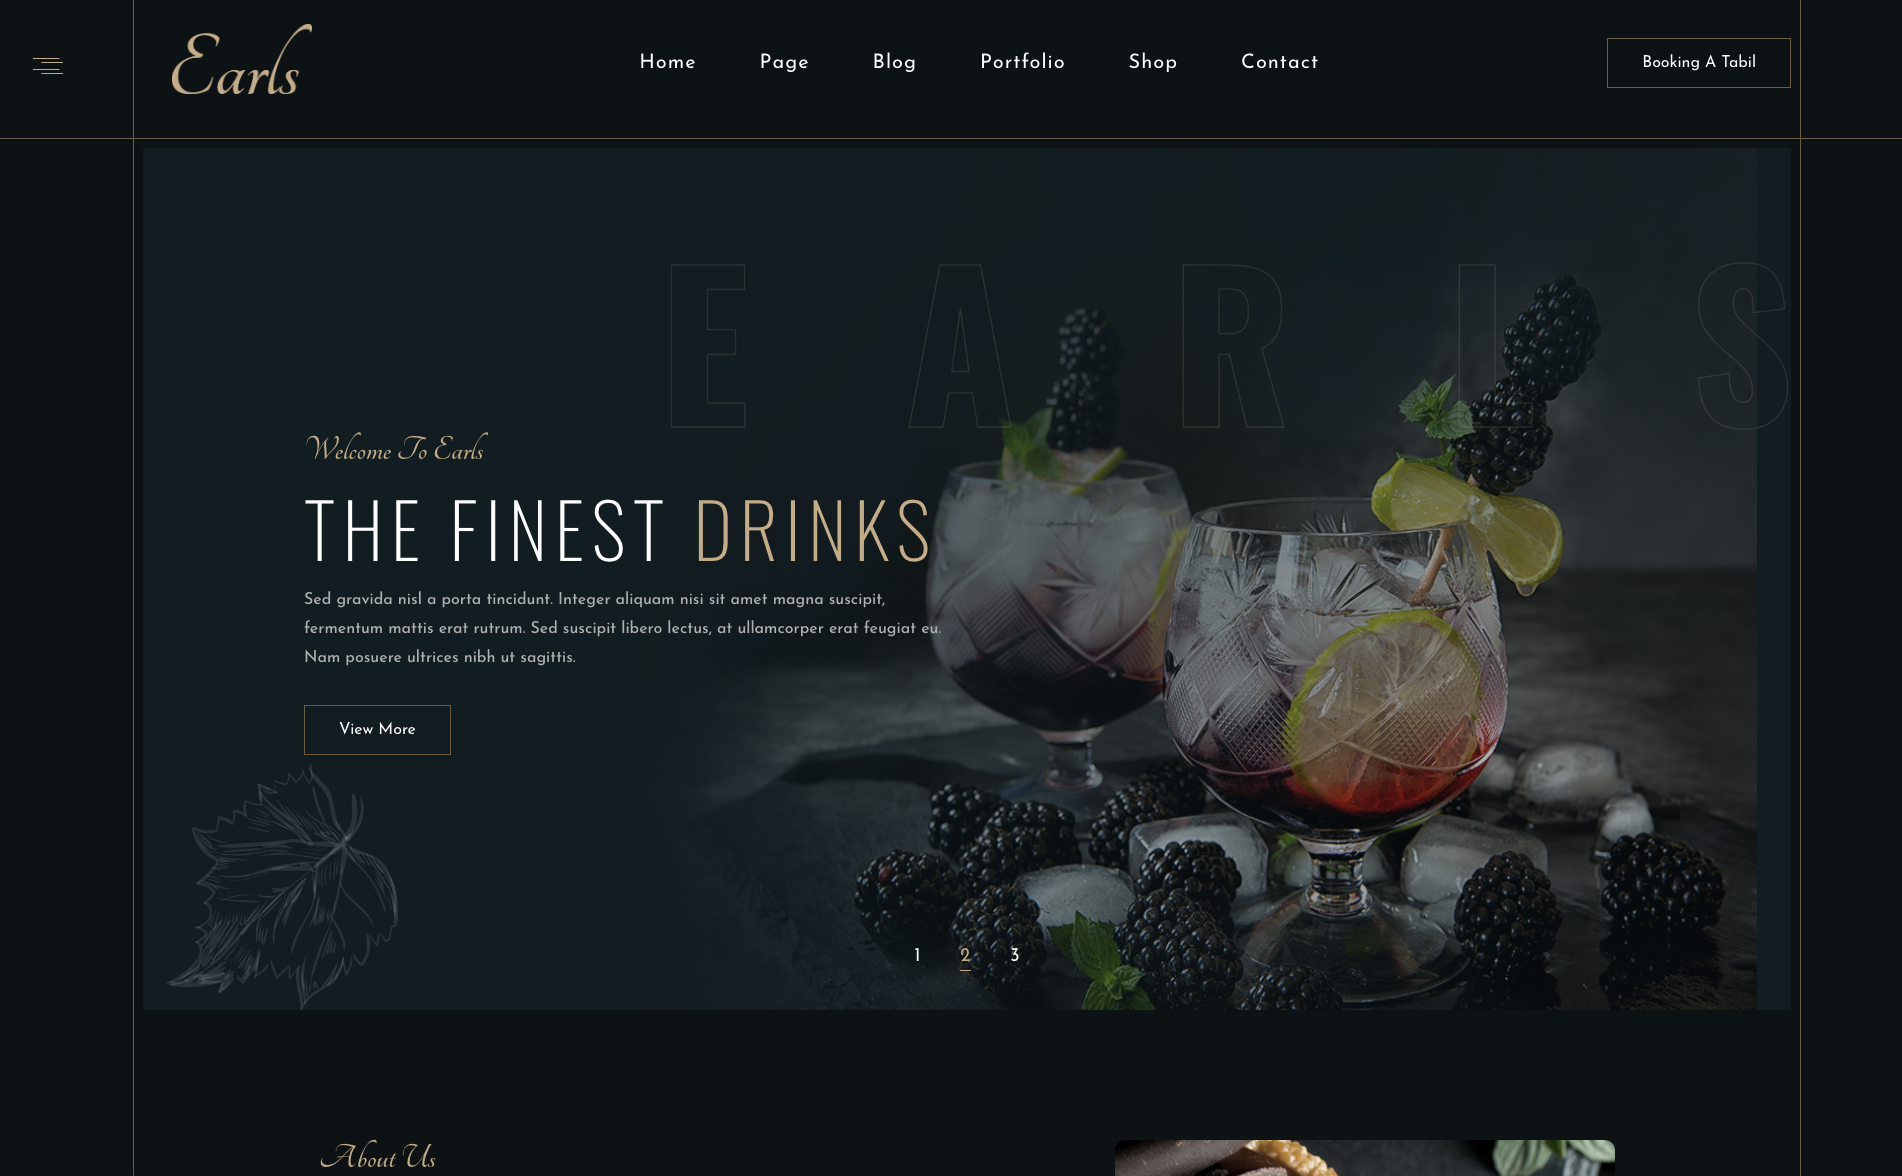 Earls
Home
Page
Blog
Portfolio
Shop
Contact
Booking A Tabil
EARLS
Welcome To Earls
THE FINEST DRINKS
Sed gravida nisl a porta tincidunt. Integer aliquam nisi sit amet magna suscipit,
fermentum mattis erat rutrum. Sed suscipit libero lectus, at ullamcorper erat feugiat eu.
Nam posuere ultrices nibh ut sagittis.
View More
1
2
3
About Us